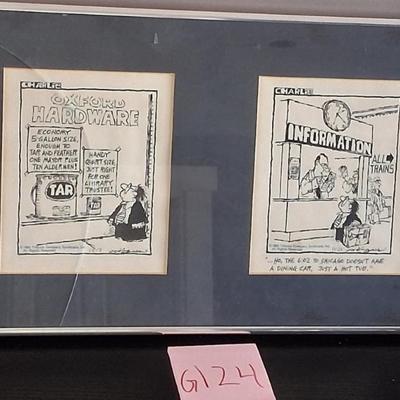 CHARLIE
OXFORD
HARDWARE
ECONOMY
5-GALLON SIZE,
ENOUGH TO
TAR AND FEATHER
ONE MAYOR PLUS
TEN ALDERMEN!
HANDY
QUART SIZE,
JUST RIGHT
FOR ONE
LIBRARY
TRUSTEE!
TAR
CHARLIE
INFORMATION
ALL
TRAINS
"...NO, THE 6:02 TO CHICAGO DOESN'T HAVE
A DINING CAR, JUST A HOT TUB."
G124